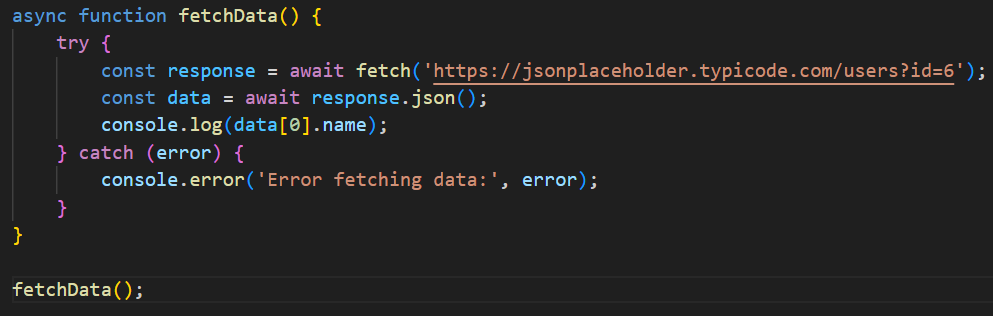 async function fetchData() {
    try {
        const response = await fetch('https://jsonplaceholder.typicode.com/users?id=6');
        const data = await response.json();
        console.log(data[0].name);
    } catch (error) {
        console.error('Error fetching data:', error);
    }
}

fetchData();